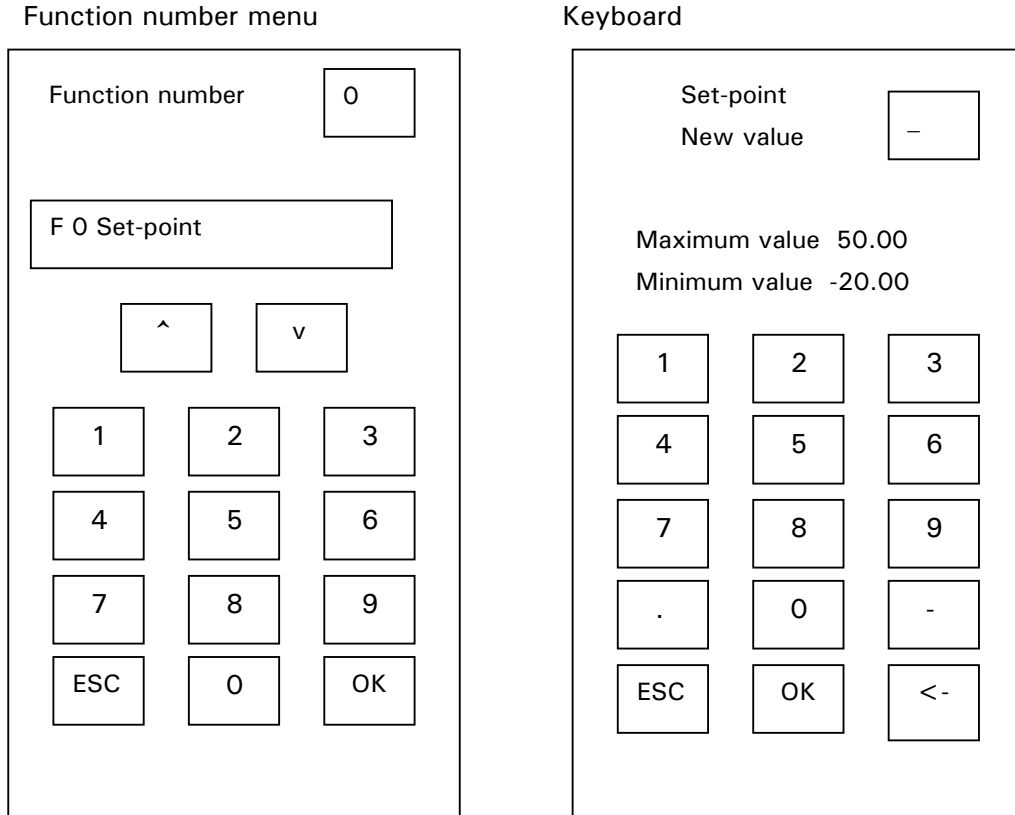 Function number menu
Function number 0
F 0 Set-point
^ v
1 2 3
4 5 6
7 8 9
ESC 0 OK
Keyboard
Set-point
New value _
Maximum value 50.00
Minimum value -20.00
1 2 3
4 5 6
7 8 9
. 0 -
ESC OK <-